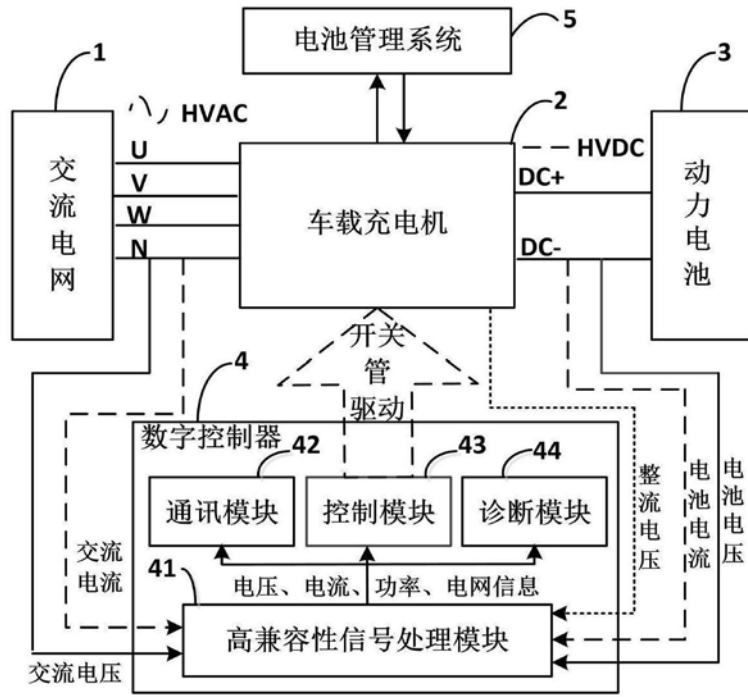 5
电池管理系统
1
HVAC
2
3
交流电网
U
V
W
N
车载充电机
HVDC
DC+
DC-
动力电池
开关
管
驱动
4
数字控制器
42
43
44
通讯模块
控制模块
诊断模块
整流电压
电池电流
电池电压
交流
电流
41
电压、电流、功率、电网信息
高兼容性信号处理模块
交流电压